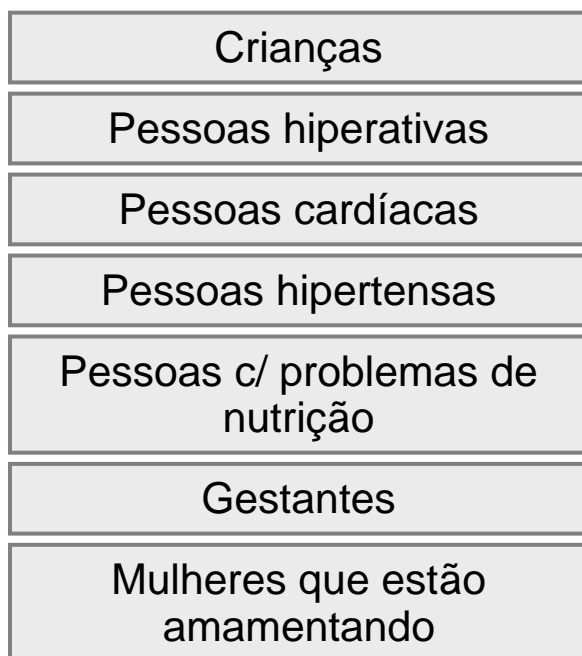 Crianças
Pessoas hiperativas
Pessoas cardíacas
Pessoas hipertensas
Pessoas c/ problemas de
nutrição
Gestantes
Mulheres que estão
amamentando